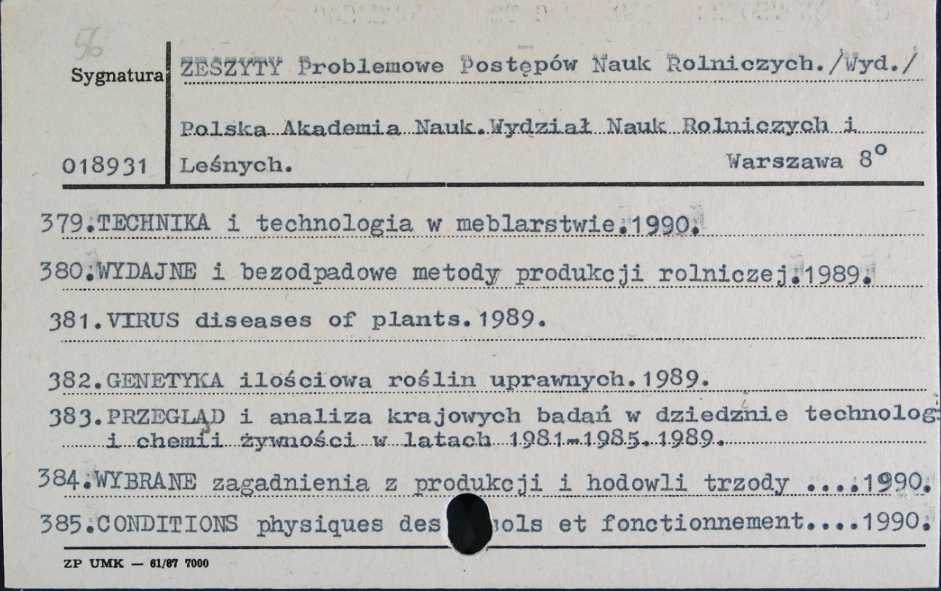 56
Sygnatura
ZESZYTY Problemowe Postępów Nauk Rolniczych./Wyd./
Polska Akademia Nauk.Wydział Nauk Rolniczych i
018931 Leśnych. Warszawa 8°
379.TECHNIKA i technologia w meblarstwie.1990.
380.WYDAJNE i bezodpadowe metody produkcji rolniczej.1989.
381.VIRUS diseases of plants.1989.
382.GENETYKA ilościowa roślin uprawnych.1989.
383.PRZEGLĄD i analiza krajowych badań w dziedznie technolog
i chemii żywności w latach 1981-1985.1989.
384.WYBRANE zagadnienia z produkcji i hodowli trzody ....1990.
385.CONDITIONS physiques des ols et fonctionnement....1990.
ZP UMK — 61/87 7000